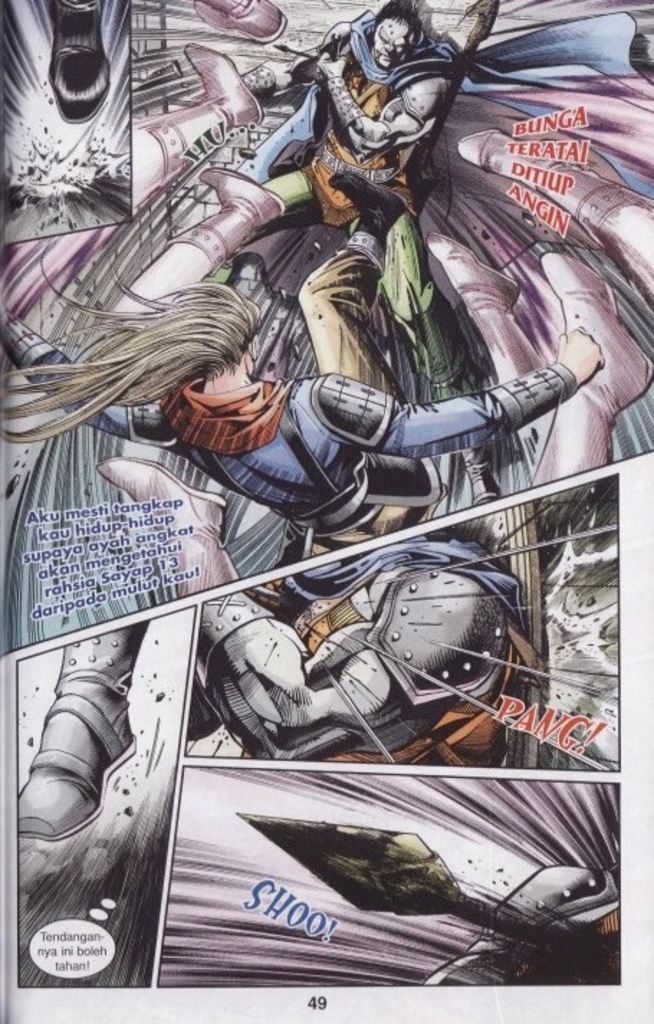 HU...
BUNGA
TERATAI
DITIUP
ANGIN
Aku mesti tangkap
kau hidup-hidup
supaya ayah angkat
akan mengetahui
rahsia Sayap 13
daripada mulut kau!
PANG!
Tendangan-
nya ini boleh
tahan!
SHOO!
49